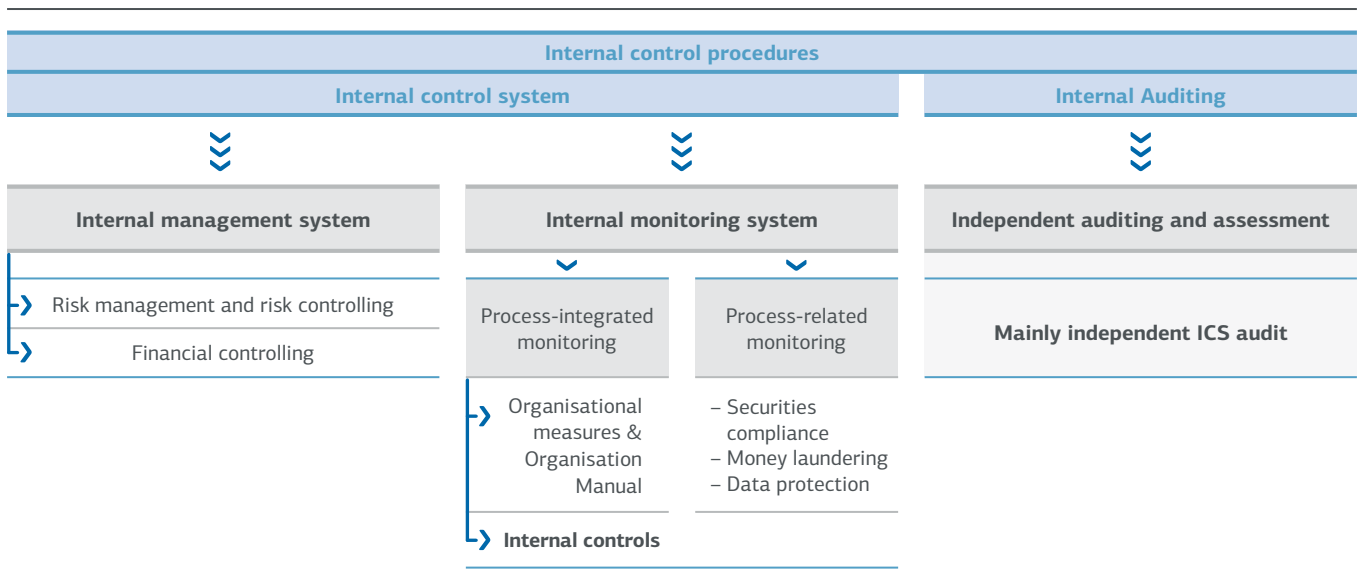 Internal control procedures
Internal control system
Internal Auditing
Internal management system
Internal monitoring system
Independent auditing and assessment
Risk management and risk controlling
Financial controlling
Process-integrated
monitoring
Process-related
monitoring
Mainly independent ICS audit
Organisational
measures &
Organisation
Manual
– Securities
compliance
– Money laundering
– Data protection
Internal controls